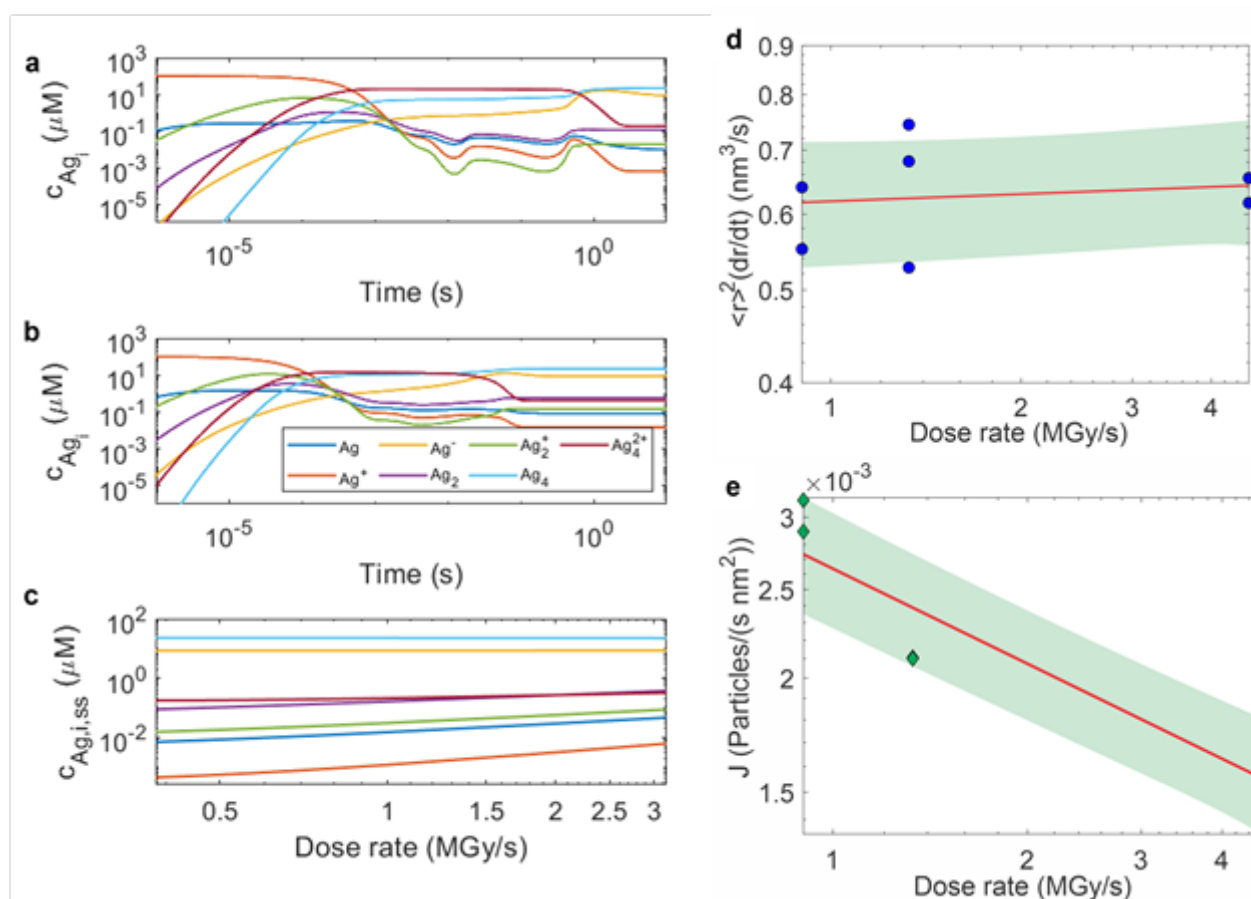 a
10^3
10^1
10^-1
10^-3
10^-5
c_Ag_i (μM)
10^-5
10^0
Time (s)
b
10^3
10^1
10^-1
10^-3
10^-5
c_Ag_i (μM)
Ag
Ag^-
Ag_2^+
Ag_4^2+
Ag^+
Ag_2
Ag_4
10^-5
10^0
Time (s)
c
10^2
10^0
10^-2
c_Ag,i,ss (μM)
0.5
1
1.5
2
2.5
3
Dose rate (MGy/s)
d
0.9
0.8
0.7
0.6
0.5
0.4
<r>^2(dr/dt) (nm^3/s)
1
2
3
4
Dose rate (MGy/s)
e
×10^-3
3
2.5
2
1.5
J (Particles/(s nm^2))
1
2
3
4
Dose rate (MGy/s)